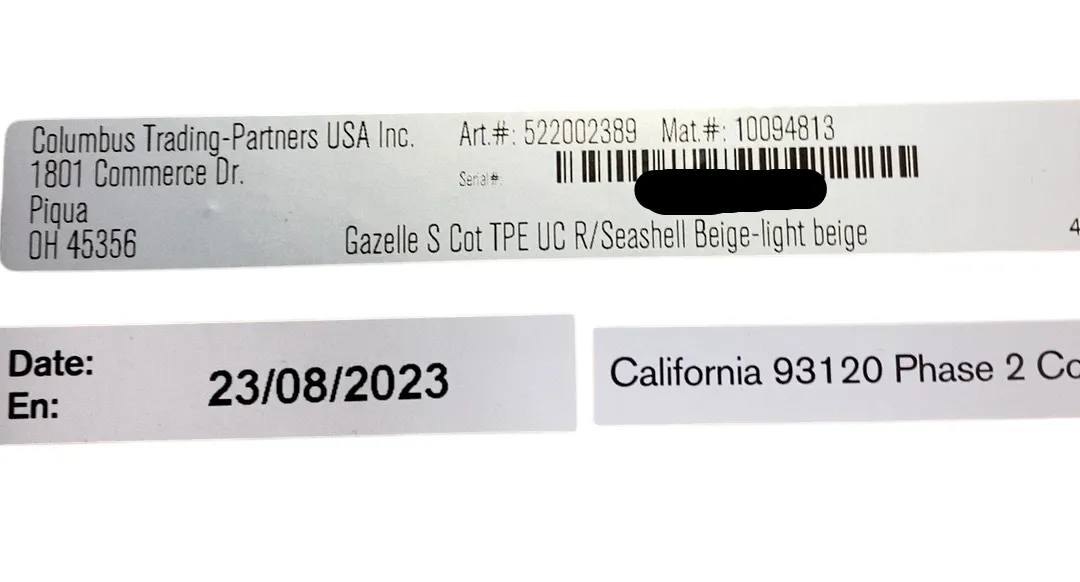 Columbus Trading-Partners USA Inc.
1801 Commerce Dr.
Piqua
OH 45356
Art.#: 522002389 Mat.#: 10094813
Serial#:
Gazelle S Cot TPE UC R/Seashell Beige-light beige
4
Date:
En:
23/08/2023
California 93120 Phase 2 Co